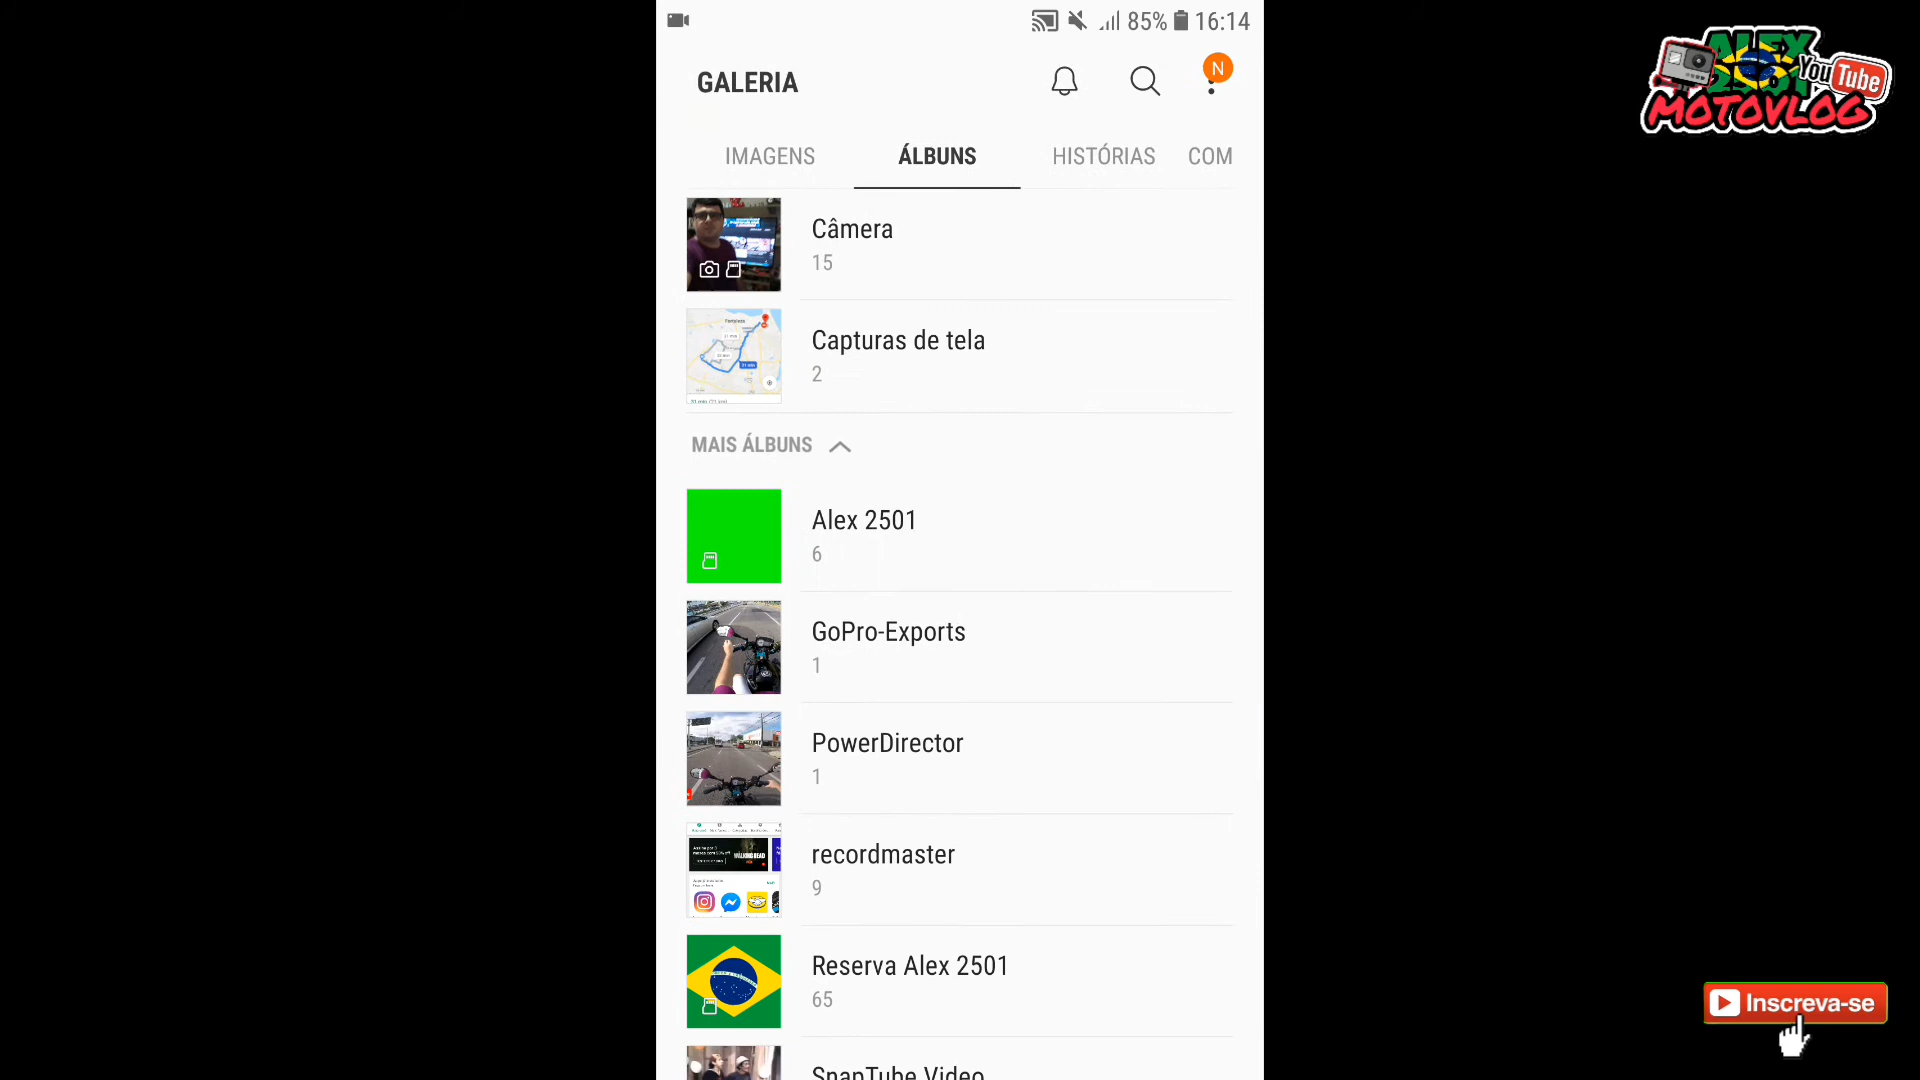 85% 16:14
GALERIA
N
IMAGENS ÁLBUNS HISTÓRIAS COM
Câmera
15
Capturas de tela
2
MAIS ÁLBUNS
Alex 2501
6
GoPro-Exports
1
PowerDirector
1
recordmaster
9
Reserva Alex 2501
65
SnapTube Video
ALEX
2501
YouTube
MOTOVLOG
Inscreva-se